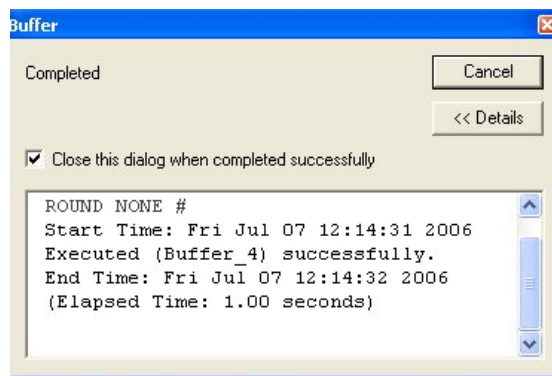 Buffer
Completed
Cancel
<< Details
Close this dialog when completed successfully
ROUND NONE #
Start Time: Fri Jul 07 12:14:31 2006
Executed (Buffer_4) successfully.
End Time: Fri Jul 07 12:14:32 2006
(Elapsed Time: 1.00 seconds)